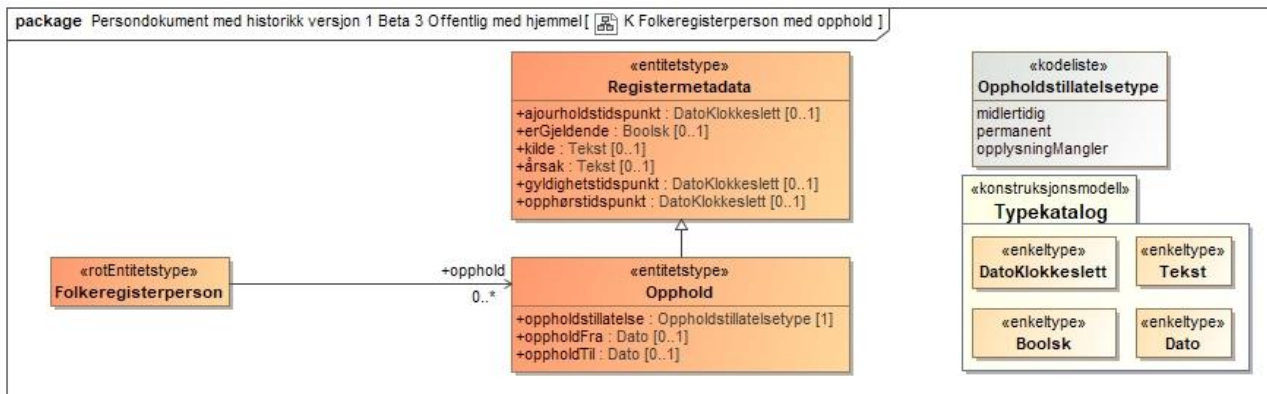 package Persondokument med historikk versjon 1 Beta 3 Offentlig med hjemmel[ K Folkeregisterperson med opphold ]
«entitetstype»
Registermetadata
+ajourholdstidspunkt : DatoKlokkeslett [0..1]
+erGjeldende : Boolsk [0..1]
+kilde : Tekst [0..1]
+årsak : Tekst [0..1]
+gyldighetstidspunkt : DatoKlokkeslett [0..1]
+opphørstidspunkt : DatoKlokkeslett [0..1]
«kodeliste»
Oppholdstillatelsetype
midlertidig
permanent
opplysningMangler
«konstruksjonsmodell»
Typekatalog
«enkeltype»
DatoKlokkeslett
«enkeltype»
Tekst
«enkeltype»
Boolsk
«enkeltype»
Dato
«rotEntitetstype»
Folkeregisterperson
+opphold
0..*
«entitetstype»
Opphold
+oppholdstillatelse : Oppholdstillatelsetype [1]
+oppholdFra : Dato [0..1]
+oppholdTil : Dato [0..1]